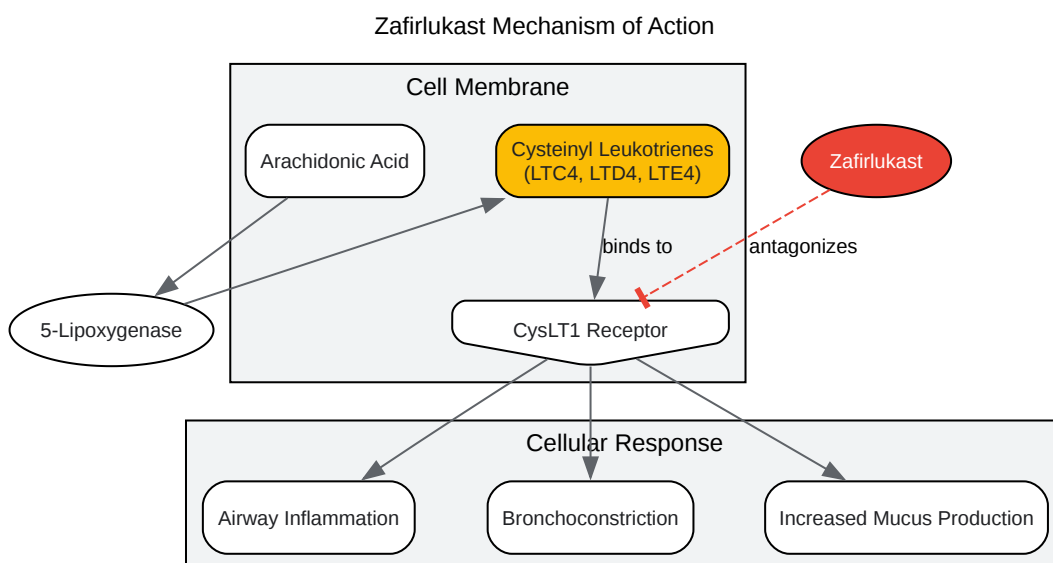 Zafirlukast Mechanism of Action
Cell Membrane
Arachidonic Acid
Cysteinyl Leukotrienes
(LTC4, LTD4, LTE4)
Zafirlukast
binds to
antagonizes
5-Lipoxygenase
CysLT1 Receptor
Cellular Response
Airway Inflammation
Bronchoconstriction
Increased Mucus Production